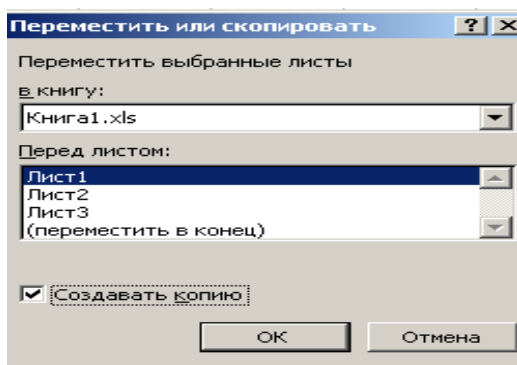 Переместить или скопировать
Переместить выбранные листы
в книгу:
Книга1.xls
Перед листом:
Лист1
Лист2
Лист3
(переместить в конец)
Создавать копию
ОК Отмена